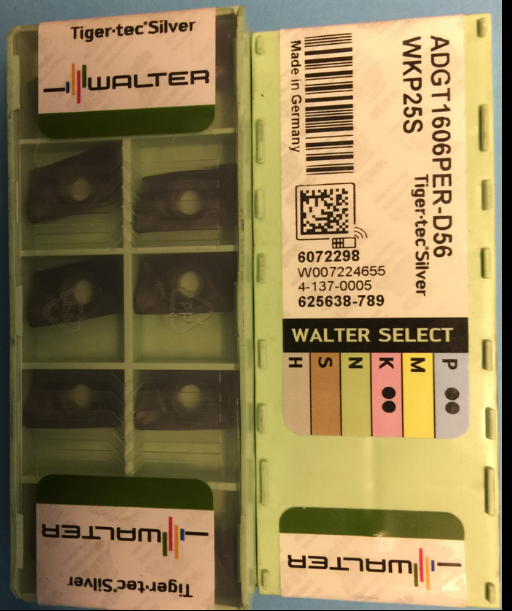 Tiger·tec®Silver
WALTER
WALTER
Tiger·tec®Silver
ADGT1606PER-D56
WKP25S
Tiger·tec®Silver
Made in Germany
6072298
W007224655
4-137-0005
625638-789
WALTER SELECT
P
M
K
N
S
H
WALTER